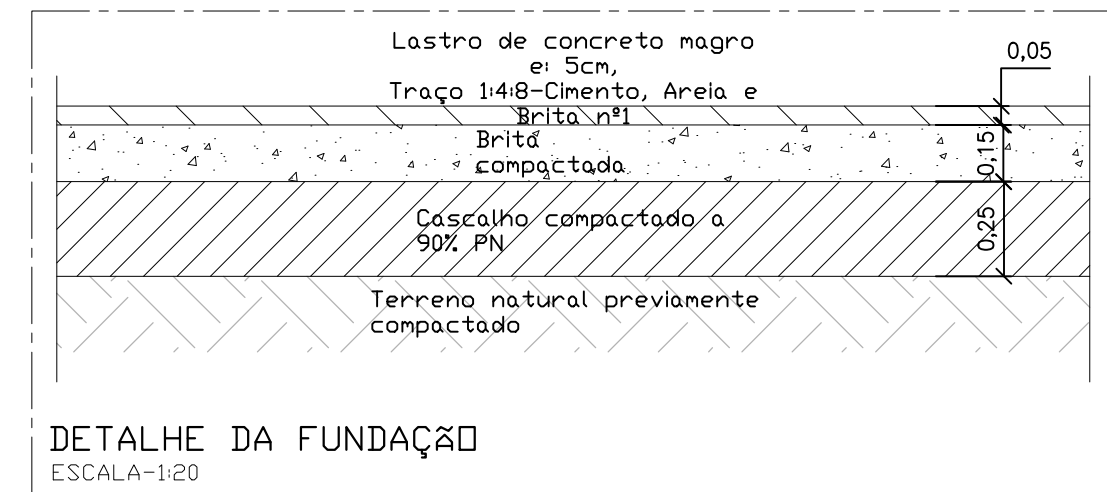 Lastro de concreto magro
e: 5cm,
Traço 1:4:8-Cimento, Areia e
Brita nº1
0,05
Brita
compactada
0,15
Cascalho compactado a
90% PN
0,25
Terreno natural previamente
compactado
DETALHE DA FUNDAÇÃO
ESCALA-1:20